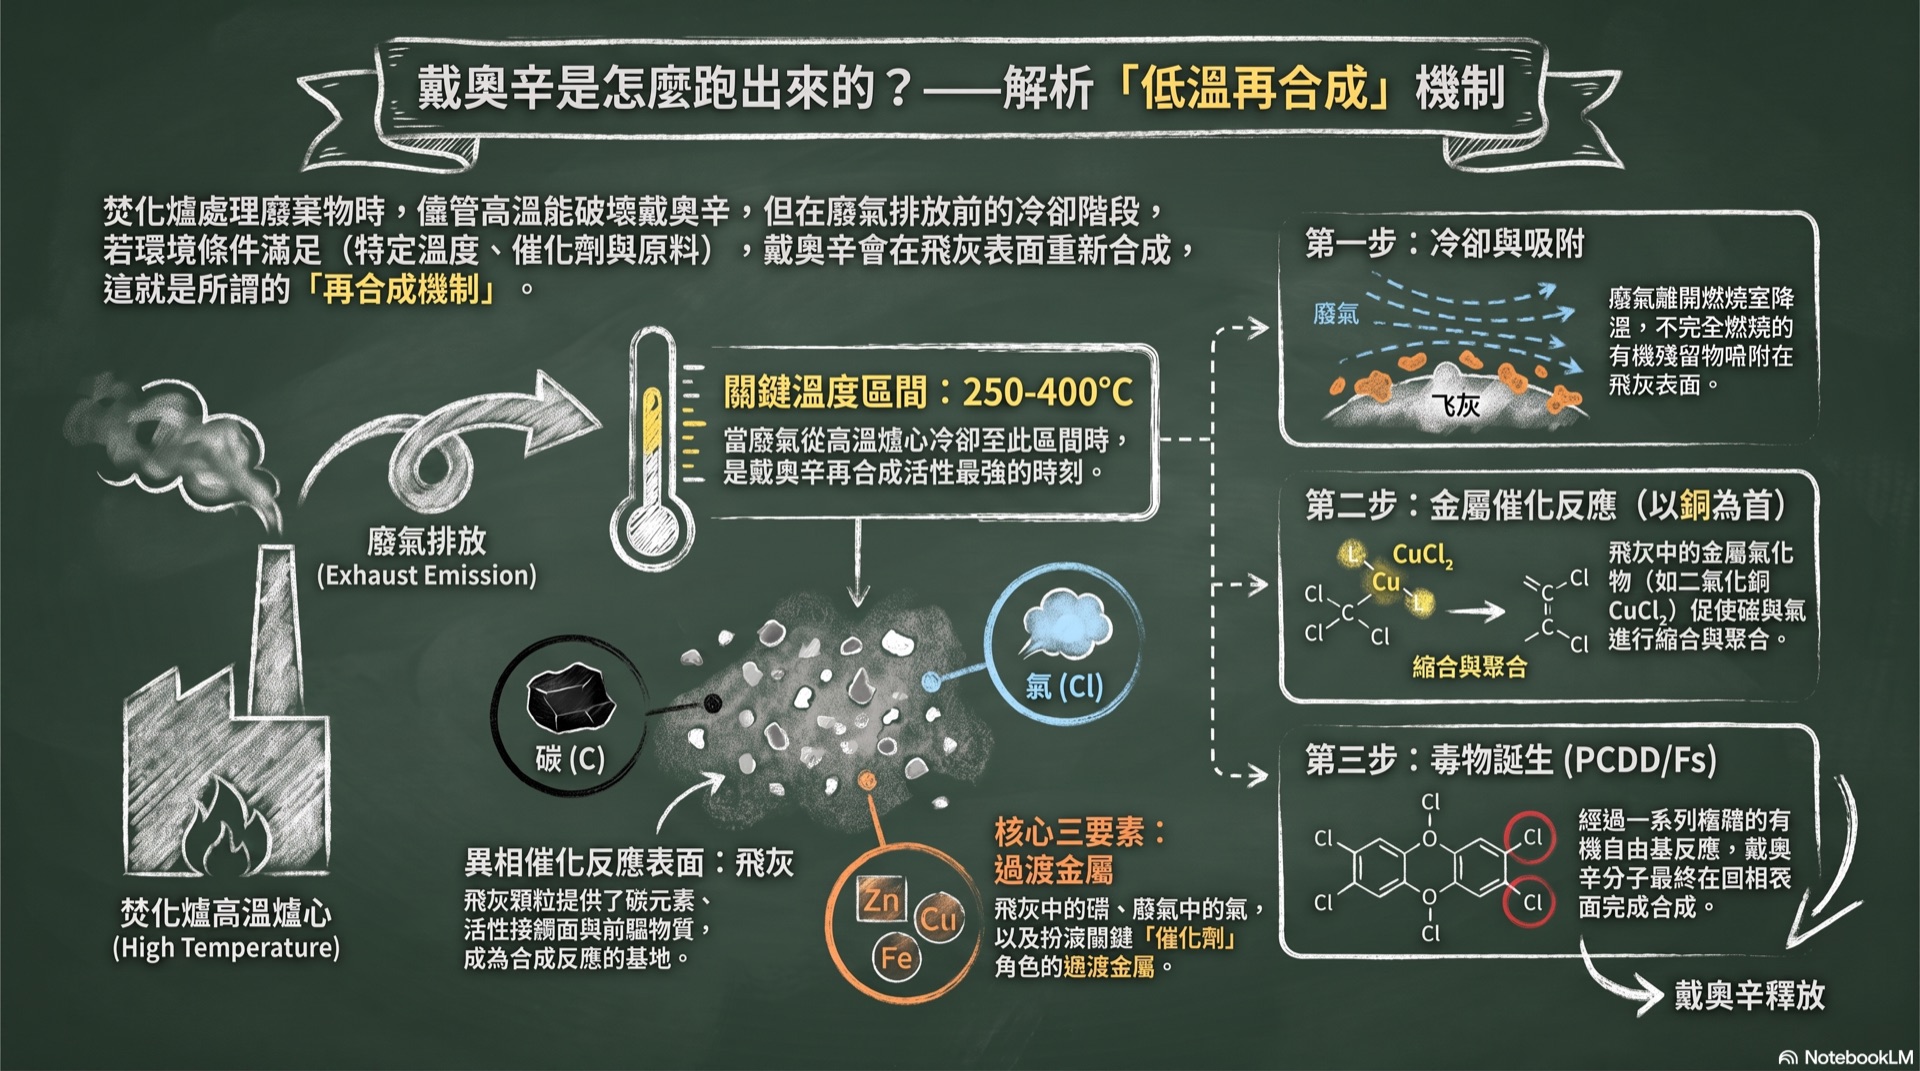 戴奧辛是怎麼跑出來的？——解析「低溫再合成」機制
焚化爐處理廢棄物時，儘管高溫能破壞戴奧辛，但在廢氣排放前的冷卻階段，
若環境條件滿足（特定溫度、催化劑與原料），戴奧辛會在飛灰表面重新合成，
這就是所謂的「再合成機制」。
廢氣排放
(Exhaust Emission)
焚化爐高溫爐心
(High Temperature)
關鍵溫度區間：250-400°C
當廢氣從高溫爐心冷卻至此區間時，
是戴奧辛再合成活性最強的時刻。
碳 (C)
氯 (Cl)
異相催化反應表面：飛灰
飛灰顆粒提供了碳元素、
活性接觸面與前驅物質，
成為合成反應的基地。
Zn
Cu
Fe
核心三要素：
過渡金屬
飛灰中的、廢氣中的氯，
以及扮演關鍵「催化劑」
角色的過渡金屬。
第一步：冷卻與吸附
廢氣
飞灰
廢氣離開燃燒室降
溫，不完全燃燒的
有機殘留物附在
飛灰表面。
第二步：金屬催化反應（以銅為首）
L
CuCl₂
Cu
L
Cl
C
Cl
Cl
C
Cl
C
Cl
縮合與聚合
飛灰中的金屬氯化
物（如二氯化銅
CuCl₂）促使與氯
進行縮合與聚合。
第三步：毒物誕生 (PCDD/Fs)
Cl
Cl
O
Cl
Cl
O
Cl
Cl
經過一系列的有
機自由基反應，戴奧
辛分子最終在回相表
面完成合成。
戴奧辛釋放
NotebookLM